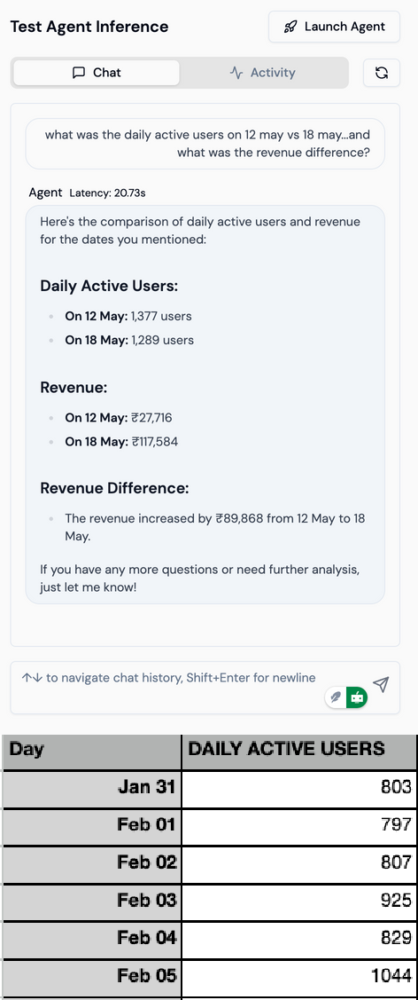 Test Agent Inference
Launch Agent
Chat
Activity
what was the daily active users on 12 may vs 18 may...and
what was the revenue difference?
Agent Latency: 20.73s
Here's the comparison of daily active users and revenue
for the dates you mentioned:
Daily Active Users:
On 12 May: 1,377 users
On 18 May: 1,289 users
Revenue:
On 12 May: ₹27,716
On 18 May: ₹117,584
Revenue Difference:
The revenue increased by ₹89,868 from 12 May to 18
May.
If you have any more questions or need further analysis,
just let me know!
↑↓ to navigate chat history, Shift+Enter for newline
Day DAILY ACTIVE USERS
Jan 31 803
Feb 01 797
Feb 02 807
Feb 03 925
Feb 04 829
Feb 05 1044